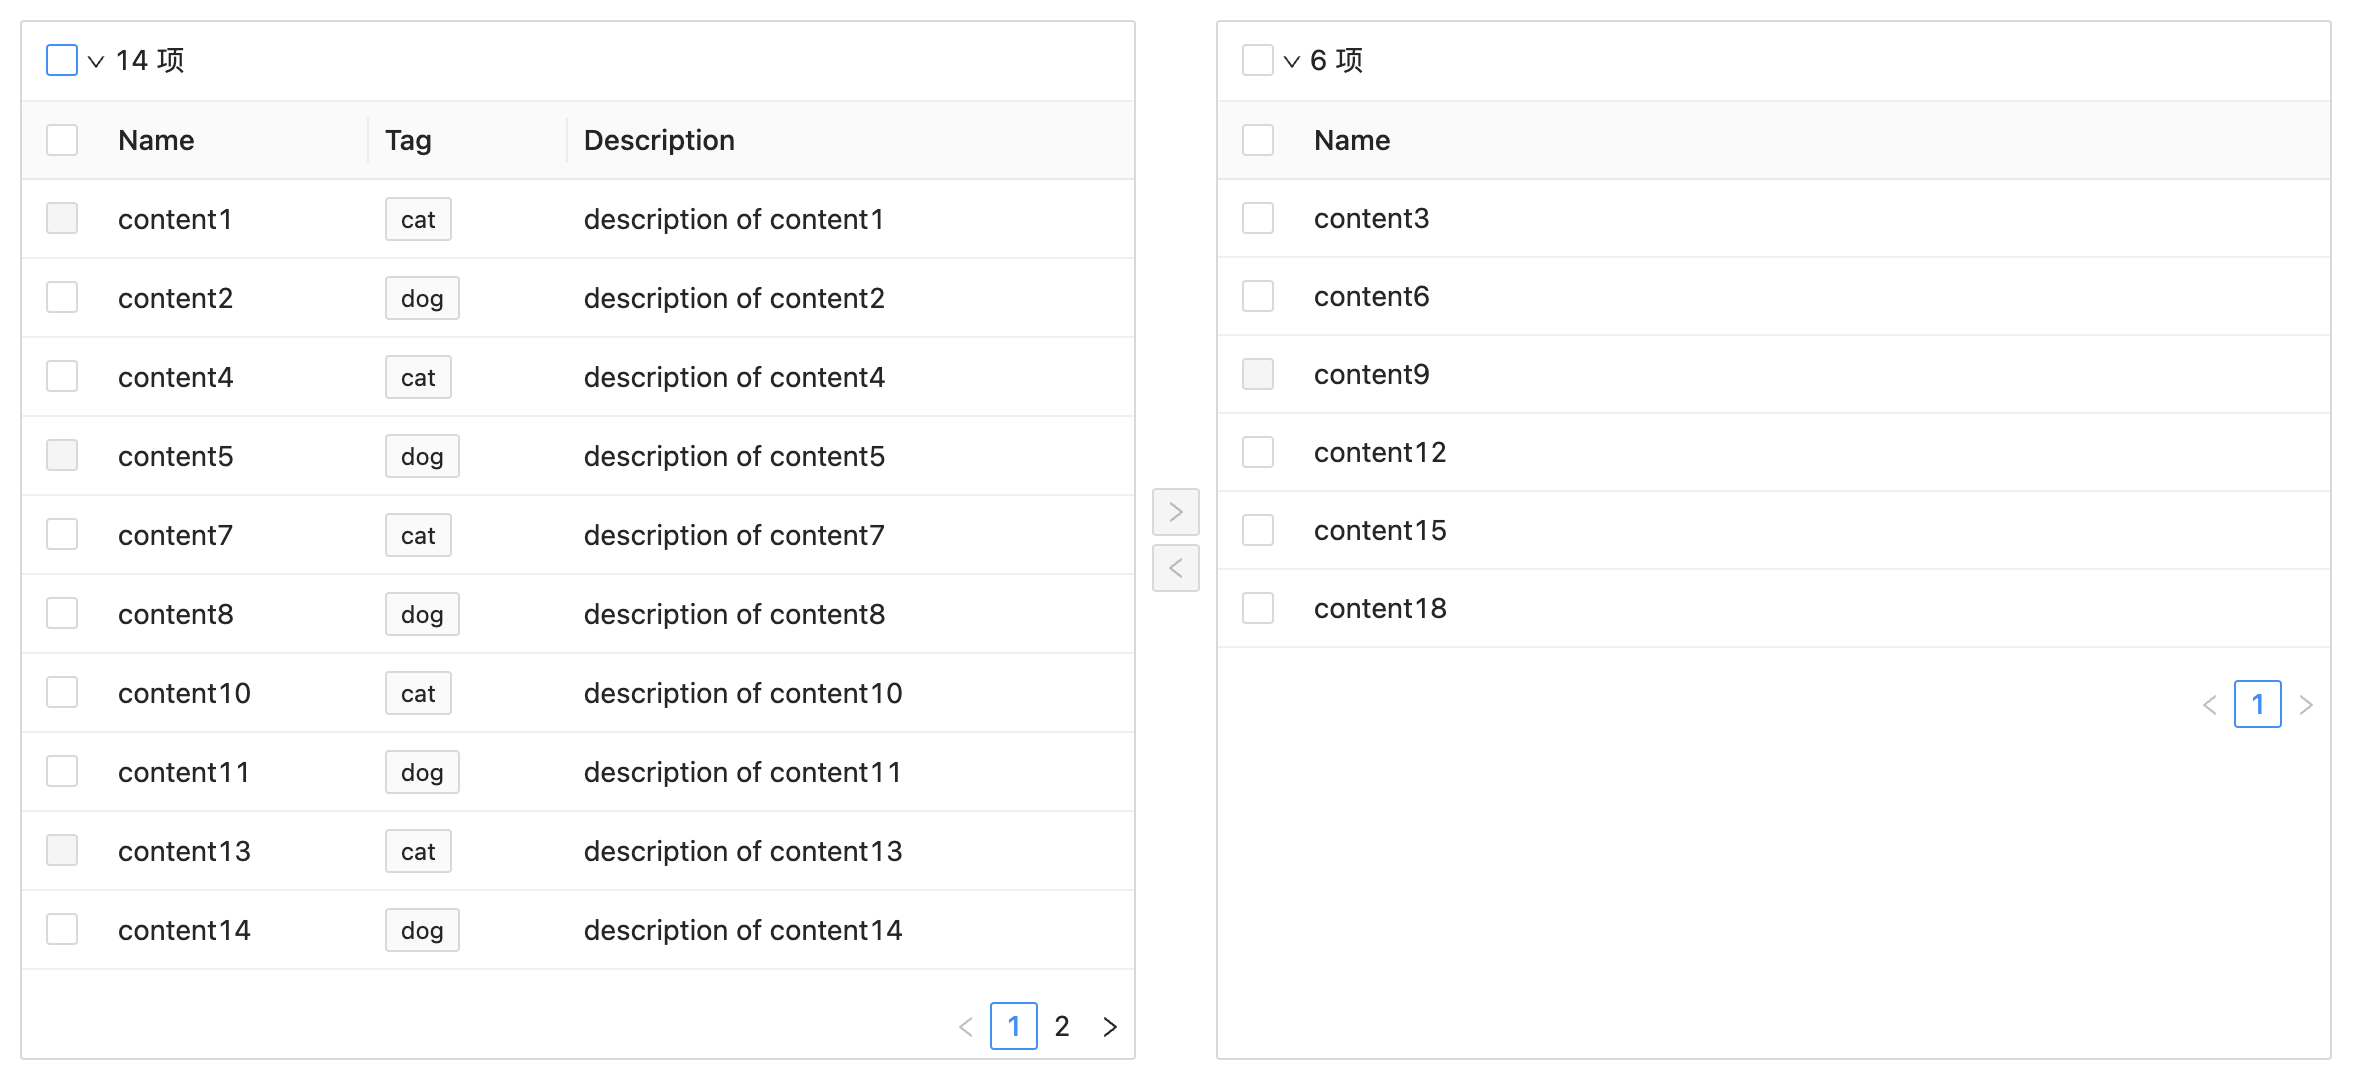 14 项
Name Tag Description
content1 cat description of content1
content2 dog description of content2
content4 cat description of content4
content5 dog description of content5
content7 cat description of content7
content8 dog description of content8
content10 cat description of content10
content11 dog description of content11
content13 cat description of content13
content14 dog description of content14
1 2
6 项
Name
content3
content6
content9
content12
content15
content18
1